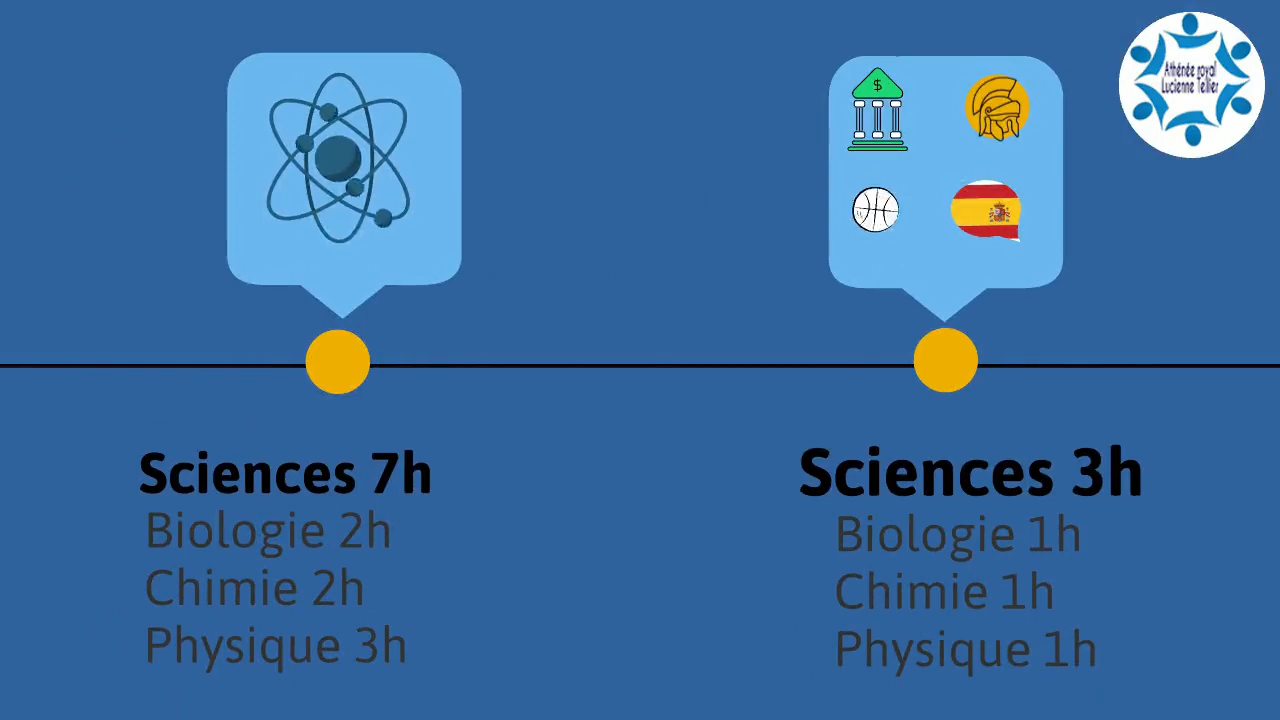 Athénée royal
Lucienne Tellier
$
Sciences 7h
Biologie 2h
Chimie 2h
Physique 3h
Sciences 3h
Biologie 1h
Chimie 1h
Physique 1h